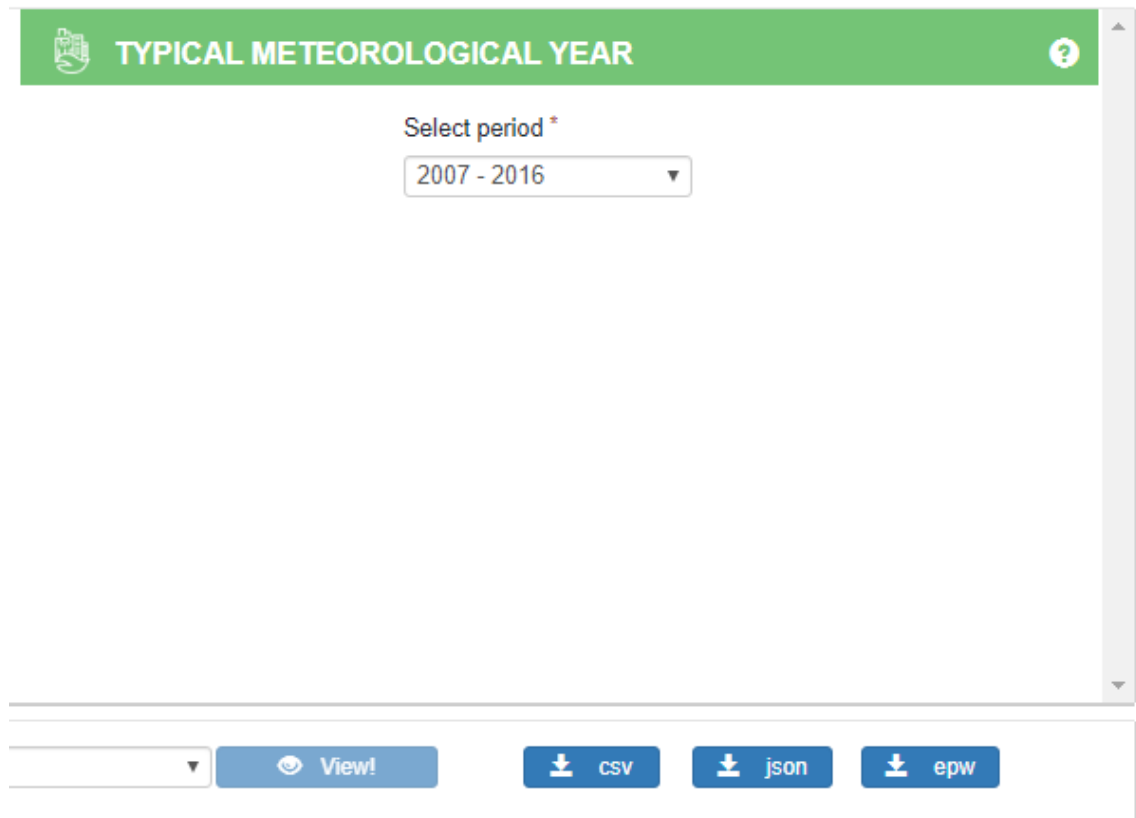 TYPICAL METEOROLOGICAL YEAR
Select period *
2007 - 2016
View! csv json epw